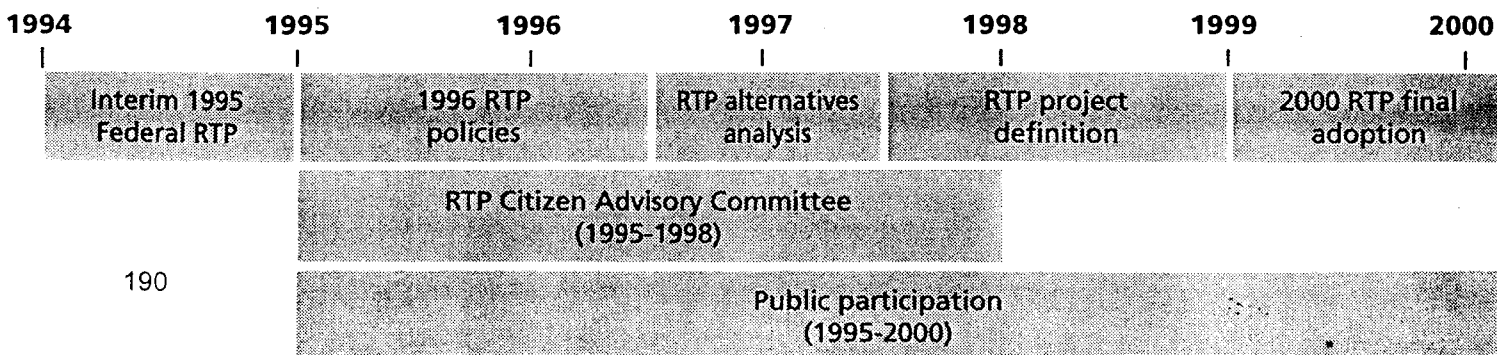 1994 1995 1996 1997 1998 1999 2000
Interim 1995
Federal RTP
1996 RTP
policies
RTP alternatives
analysis
RTP project
definition
2000 RTP final
adoption
RTP Citizen Advisory Committee
(1995-1998)
190
Public participation
(1995-2000)